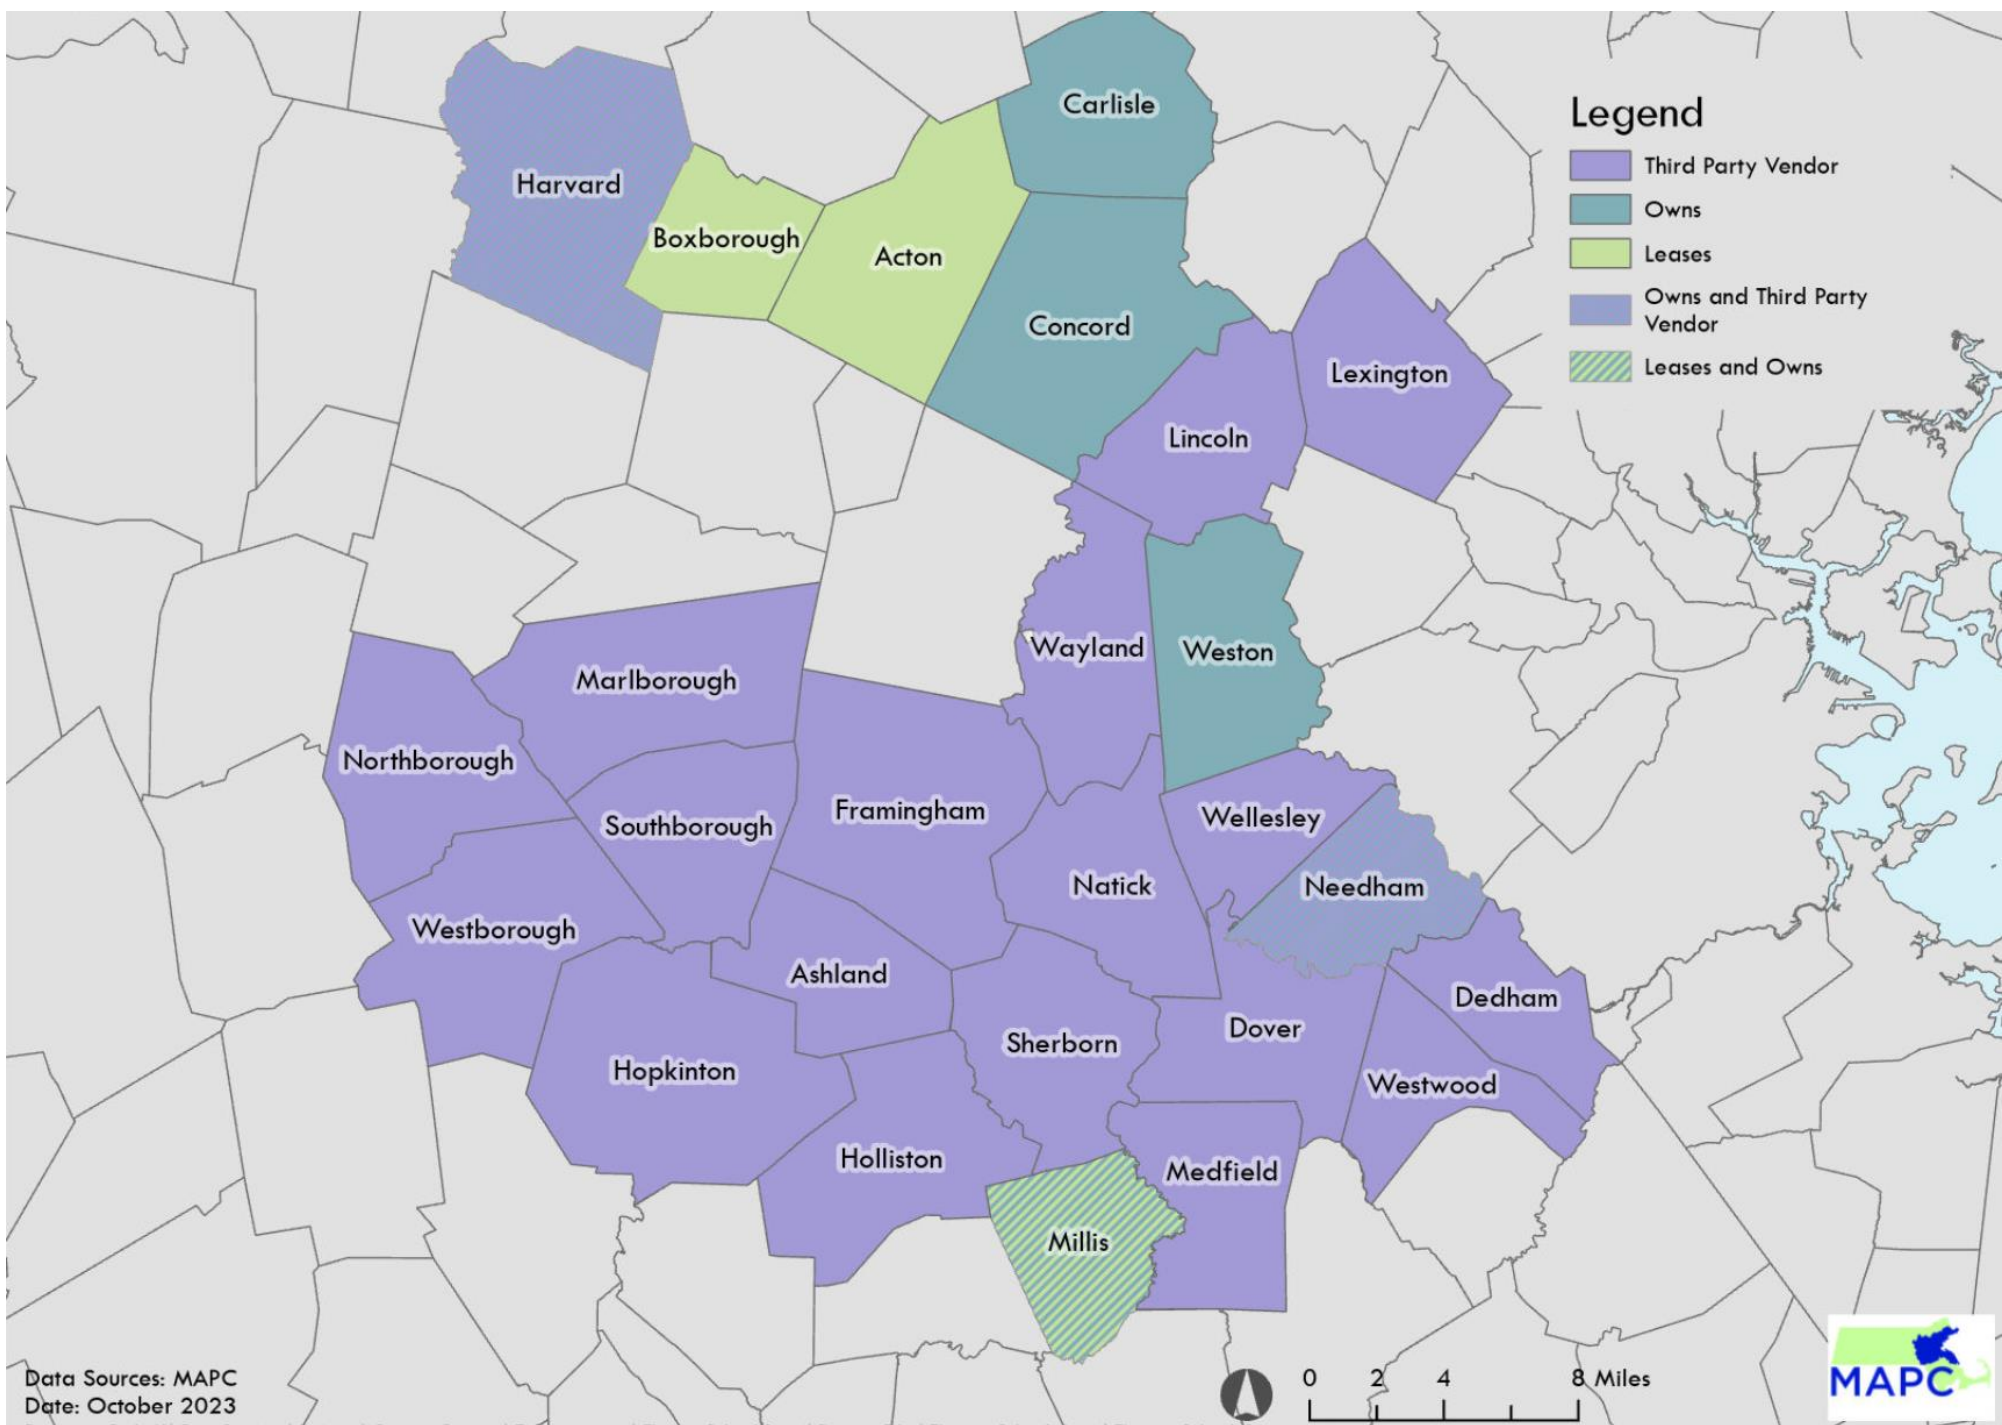 Carlisle
Legend
Third Party Vendor
Harvard
Owns
Boxborough
Acton
Leases
Owns and Third Party
Vendor
Concord
Leases and Owns
Lexington
Lincoln
Wayland
Weston
Marlborough
Northborough
Framingham
Wellesley
Southborough
Natick
Needham
Westborough
Ashland
Dedham
Dover
Sherborn
Hopkinton
Westwood
Holliston
Medfield
Millis
Data Sources: MAPC
Date: October 2023
0 2 4 8 Miles
MAPC